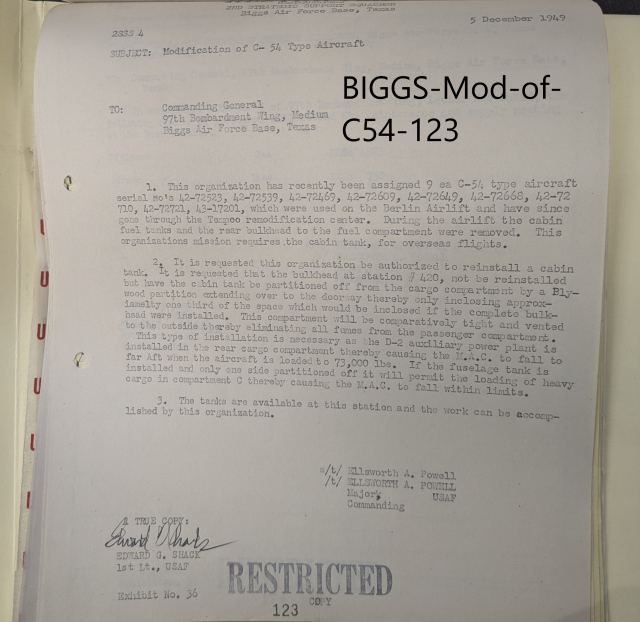 2ND STRATEGIC SUPPORT SQUADRON
Biggs Air Force Base, Texas
5 December 1949
2SSS 4
SUBJECT: Modification of C- 54 Type Aircraft
BIGGS-Mod-of-
C54-123
TO: Commanding General
97th Bombardment Wing, Medium
Biggs Air Force Base, Texas
1. This organization has recently been assigned 9 ea C-54 type aircraft
serial no's 42-72523, 42-72539, 42-72469, 42-72609, 42-72649, 42-72668, 42-72
710, 42-72721, 43-17201, which were used on the Berlin Airlift and have since
gone through the Temco remodification center. During the airlift the cabin
fuel tanks and the rear bulkhead to the fuel compartment were removed. This
organizations mission requires the cabin tank, for overseas flights.
2. It is requested this organization be authorized to reinstall a cabin
tank. It is requested that the bulkhead at station # 420, not be reinstalled
but have the cabin tank be partitioned off from the cargo compartment by a Bly-
wood partition extending over to the doorway thereby only inclosing approx-
iamelty one third of the space which would be inclosed if the complete bulk-
head were installed. This compartment will be comparatively tight and vented
to the outside thereby eliminating all fumes from the passenger compartment.
This type of installation is necessary as the D-2 auxiliary power plant is
installed in the rear cargo compartment thereby causing the M.A.C. to fall to
far Aft when the aircraft is loaded to 73,000 lbs. If the fuselage tank is
installed and only one side partitioned off it will permit the loading of heavy
cargo in compartment C thereby causing the M.A.C. to fall within limits.
3. The tanks are available at this station and the work can be accomp-
lished by this organization.
s/t/ Ellsworth A. Powell
/t/ ELLSWORTH A. POWELL
Major, USAF
Commanding
A TRUE COPY:
EDWARD G. SHACK
1st Lt., USAF
RESTRICTED
Exhibit No. 36
COPY
123